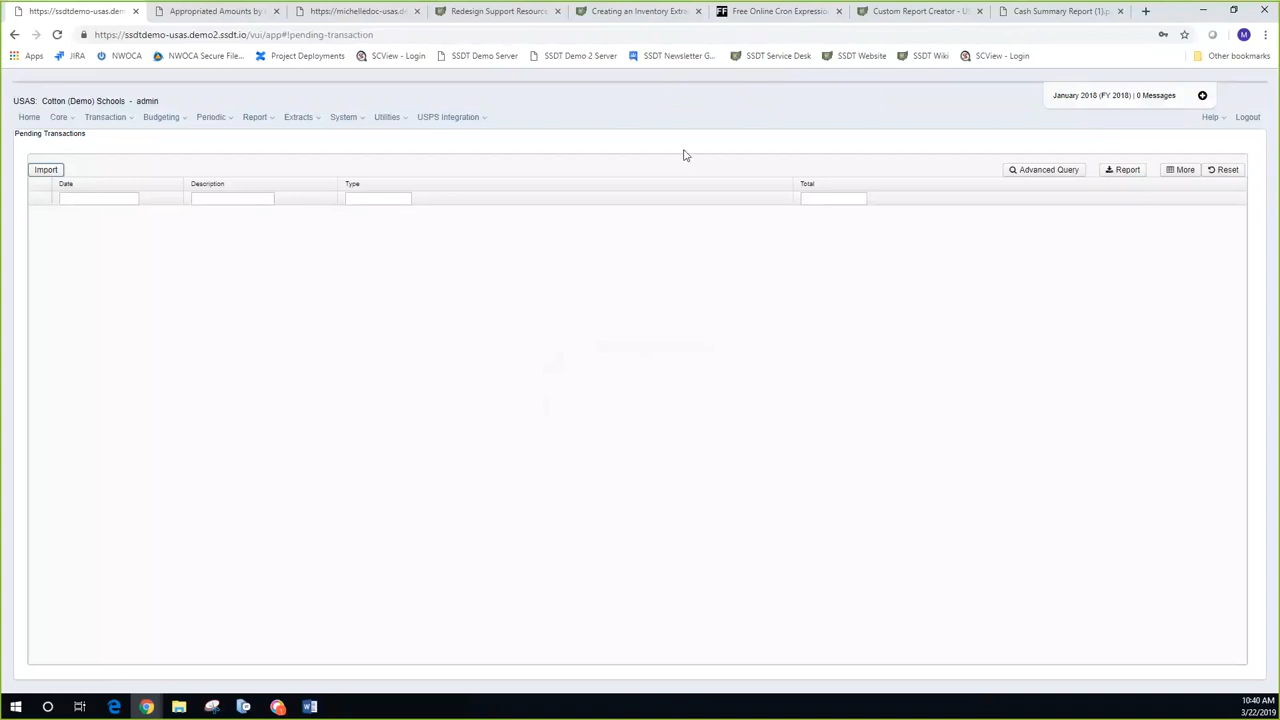 https://ssdtdemo-usas.dem
Appropriated Amounts by
https://michelledoc-usas.de
Redesign Support Resourc
Creating an Inventory Extra
Free Online Cron Expressio
Custom Report Creator - U
Cash Summary Report (1).p
https://ssdtdemo-usas.demo2.ssdt.io/vui/app#!pending-transaction
M
Apps
JIRA
NWOCA
NWOCA Secure File...
Project Deployments
SCView - Login
SSDT Demo Server
SSDT Demo 2 Server
SSDT Newsletter G...
SSDT Service Desk
SSDT Website
SSDT Wiki
SCView - Login
Other bookmarks
USAS: Cotton (Demo) Schools - admin
January 2018 (FY 2018) | 0 Messages
Home Core Transaction Budgeting Periodic Report Extracts System Utilities USPS Integration
Help Logout
Pending Transactions
Import
Advanced Query
Report
More
Reset
Date Description Type Total
10:40 AM
3/22/2019